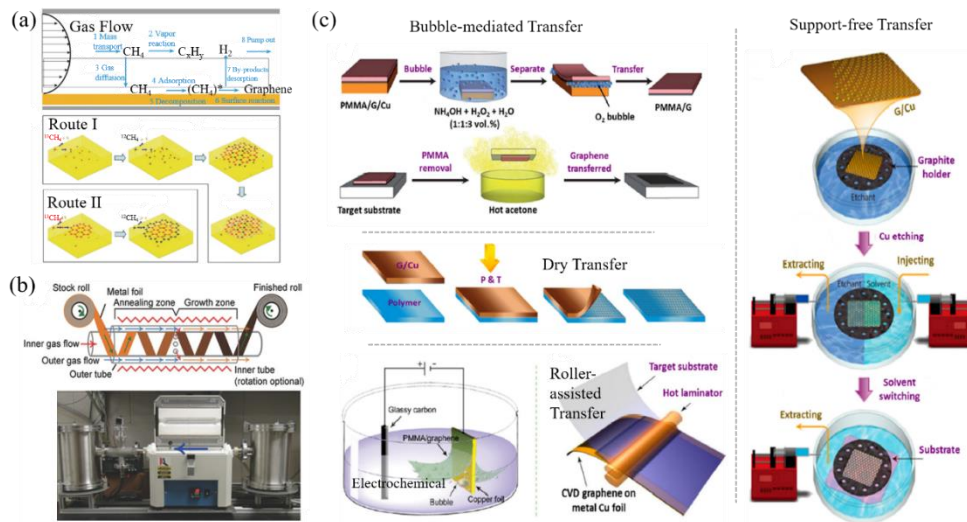 (a)
Gas Flow
1 Mass
transport
2 Vapor
reaction
8 Pump out
CH₄
CₓHᵧ
H₂
3 Gas
diffusion
4 Adsorption
7 By-products
desorption
CH₄
(CH₄)*
Graphene
5 Decomposition
6 Surface reaction
Route I
¹³CH₄
¹²CH₄
Route II
¹³CH₄
¹²CH₄
(b)
Stock roll
Metal foil
Finished roll
Annealing zone
Growth zone
Inner gas flow
Outer gas flow
Outer tube
Inner tube
(rotation optional)
(c)
Bubble-mediated Transfer
Bubble
Separate
Transfer
PMMA/G/Cu
NH₄OH + H₂O₂ + H₂O
(1:1:3 vol.%)
O₂ bubble
PMMA/G
PMMA
removal
Graphene
transferred
Target substrate
Hot acetone
Dry Transfer
G/Cu
P & T
Polymer
Glassy carbon
PMMA/graphene
Electrochemical
Bubble
Copper foil
Roller-
assisted
Transfer
Target substrate
Hot laminator
CVD graphene on
metal Cu foil
Support-free Transfer
G/Cu
Graphite
holder
Etchant
Cu etching
Extracting
Injecting
Etchant
Solvent
Solvent
switching
Extracting
Substrate